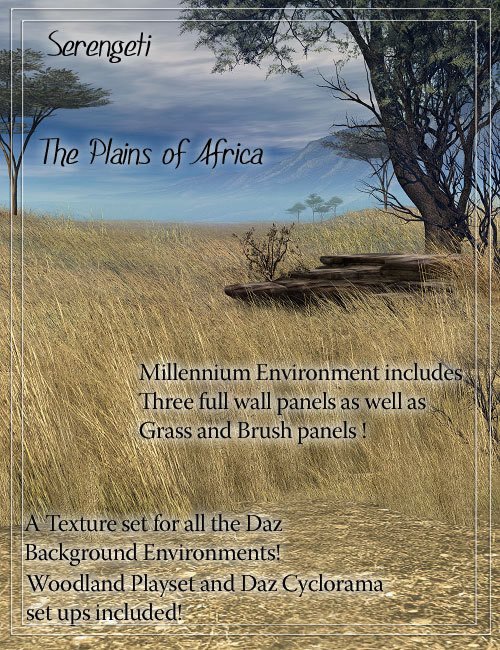 Serengeti
The Plains of Africa
Millennium Environment includes
Three full wall panels as well as
Grass and Brush panels !
A Texture set for all the Daz
Background Environments!
Woodland Playset and Daz Cyclorama
set ups included!